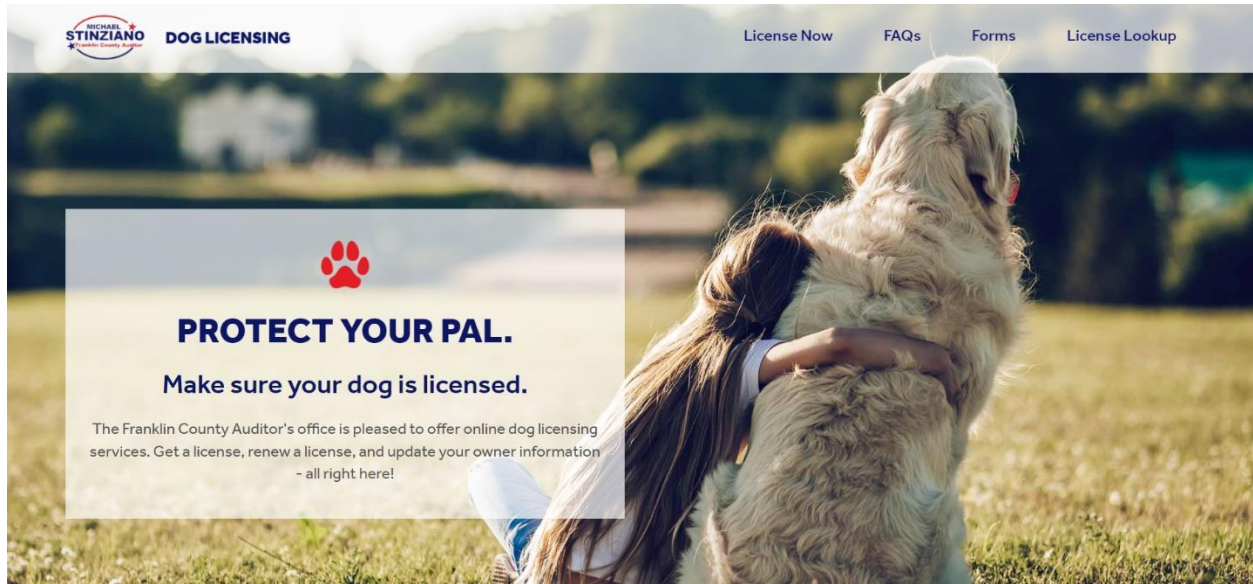 MICHAEL
STINZIANO
Franklin County Auditor
DOG LICENSING
License Now
FAQs
Forms
License Lookup
PROTECT YOUR PAL.
Make sure your dog is licensed.
The Franklin County Auditor's office is pleased to offer online dog licensing
services. Get a license, renew a license, and update your owner information
- all right here!